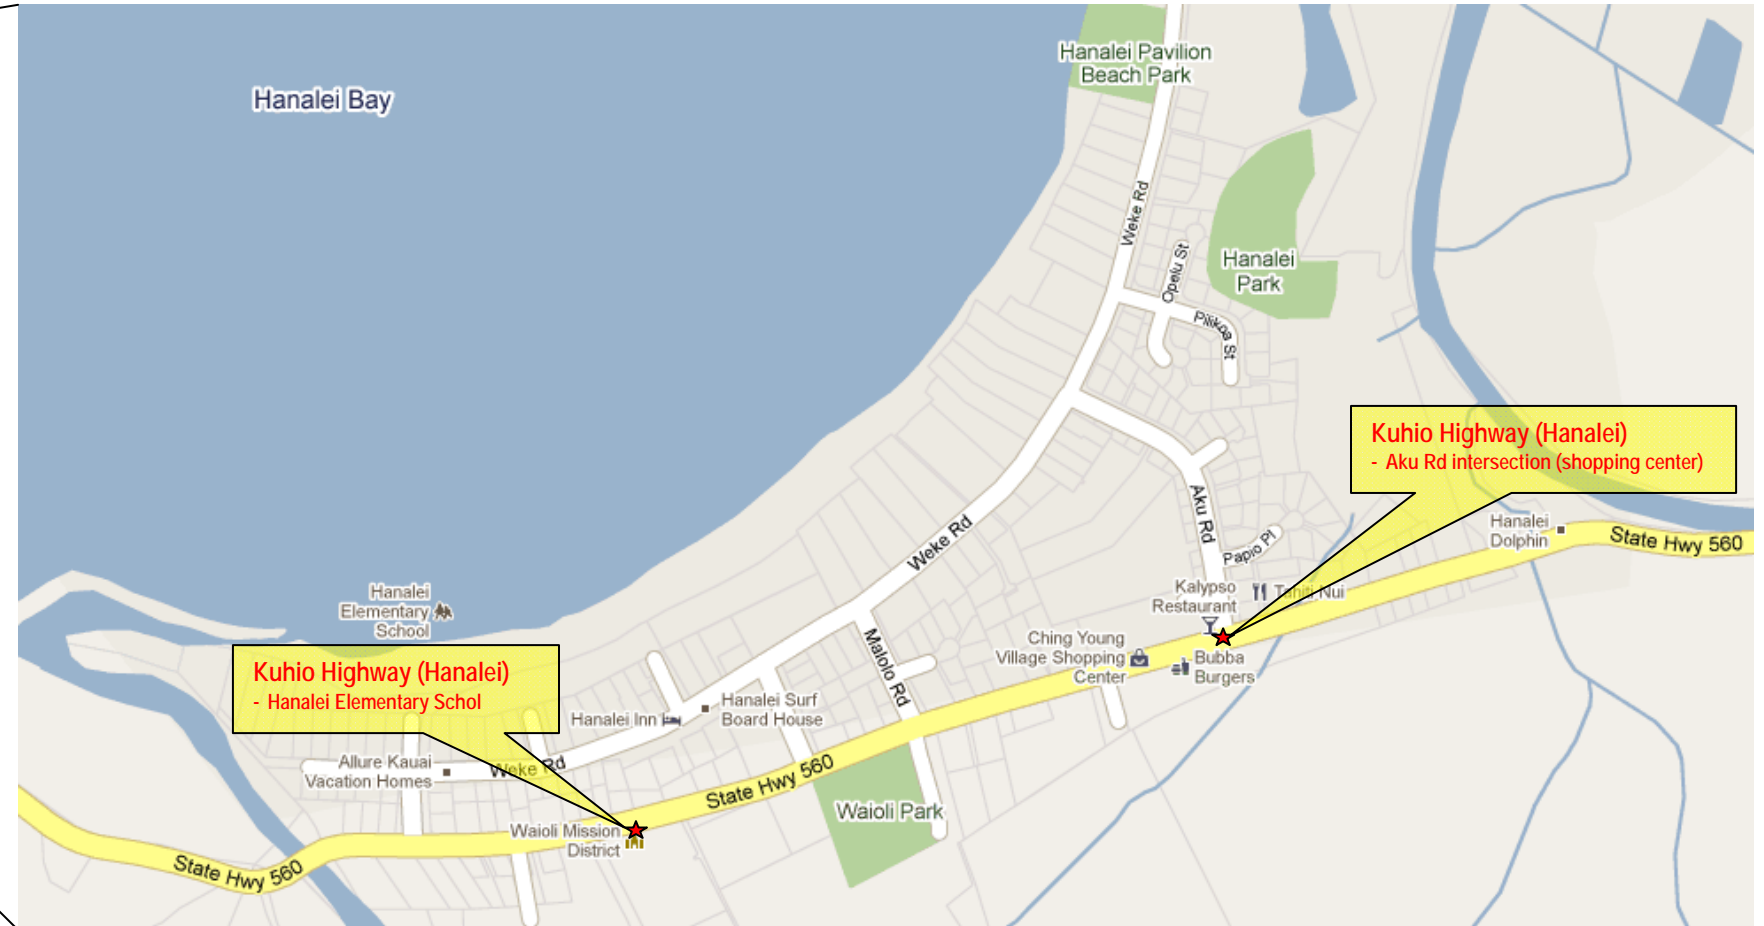 Hanalei Pavilion
Beach Park
Hanalei Bay
Weke Rd
Opelu St
Hanalei
Park
Pilikoa St
Kuhio Highway (Hanalei)
- Aku Rd intersection (shopping center)
Aku Rd
Weke Rd
Papio Pl
Hanalei
Dolphin
State Hwy 560
Kalypso
Restaurant
Tahiti Nui
Hanalei
Elementary
School
Malolo Rd
Ching Young
Village Shopping
Center
Bubba
Burgers
Kuhio Highway (Hanalei)
- Hanalei Elementary Schol
Hanalei Inn
Hanalei Surf
Board House
Allure Kauai
Vacation Homes
Weke Rd
State Hwy 560
Waioli Park
Waioli Mission
District
State Hwy 560